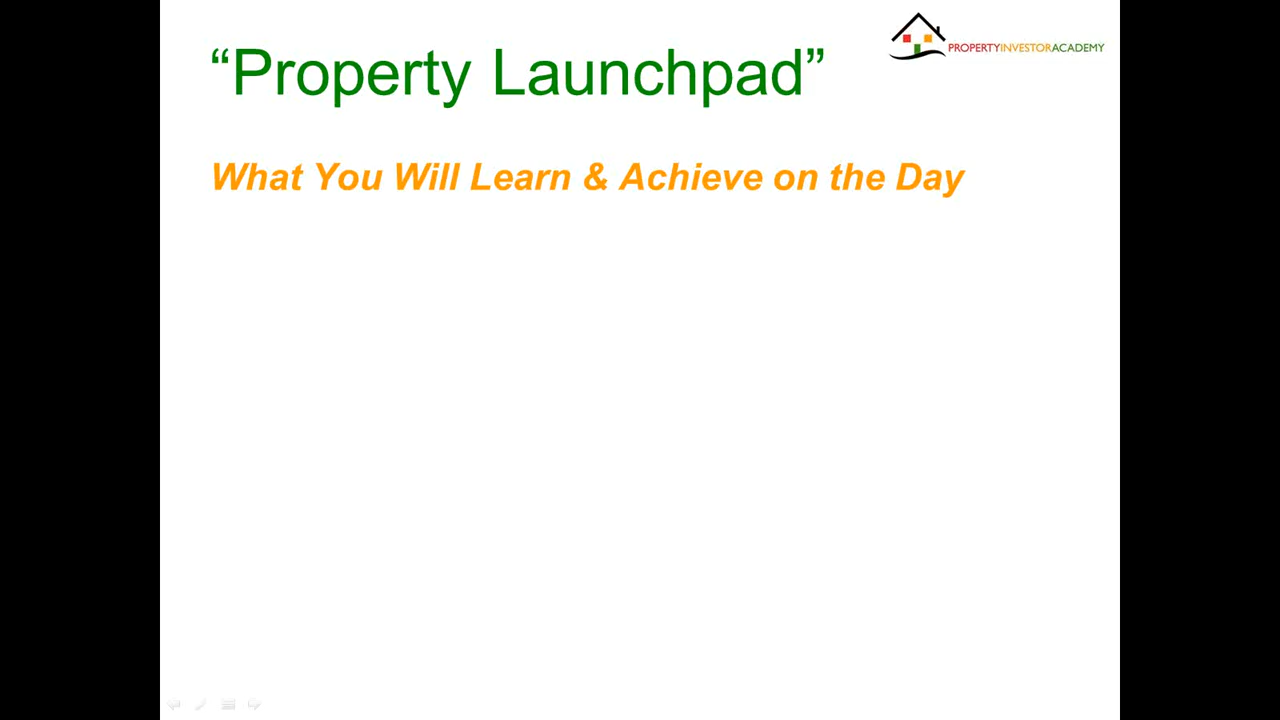 “Property Launchpad”
PROPERTYINVESTORACADEMY
What You Will Learn & Achieve on the Day